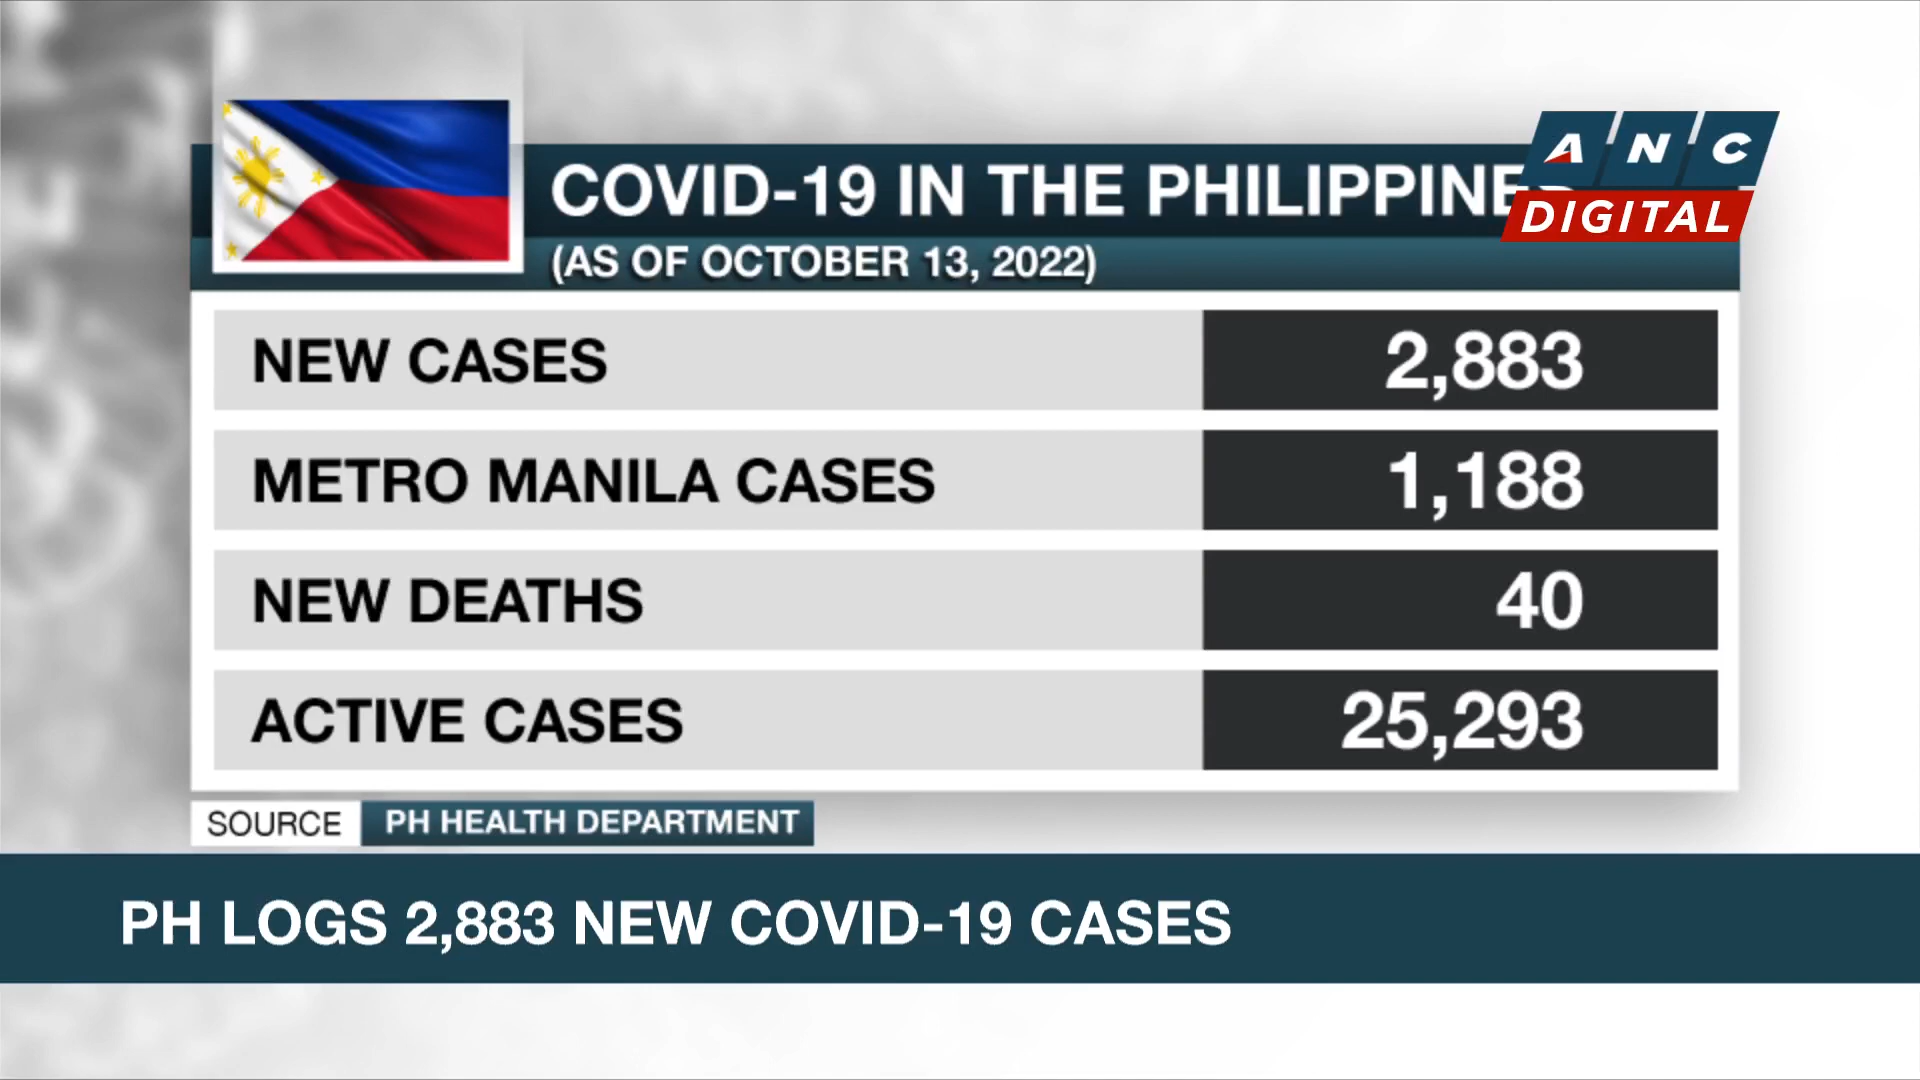 COVID-19 IN THE PHILIPPINES
ANC
DIGITAL
(AS OF OCTOBER 13, 2022)
NEW CASES 2,883
METRO MANILA CASES 1,188
NEW DEATHS 40
ACTIVE CASES 25,293
SOURCE PH HEALTH DEPARTMENT
PH LOGS 2,883 NEW COVID-19 CASES